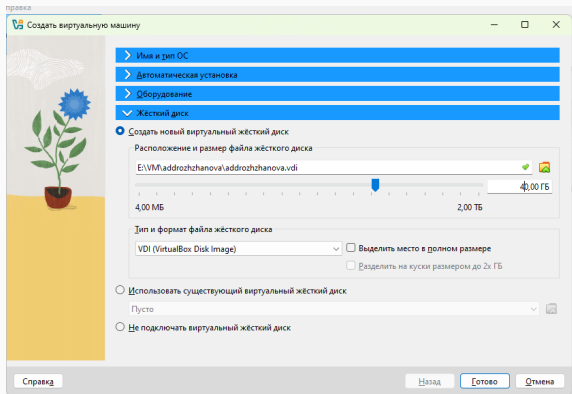 правка
Создать виртуальную машину
Имя и тип ОС
Автоматическая установка
Оборудование
Жёсткий диск
Создать новый виртуальный жёсткий диск
Расположение и размер файла жёсткого диска
E:\VM\addrozhzhanova\addrozhzhanova.vdi
40,00 ГБ
4,00 МБ 2,00 ТБ
Тип и формат файла жёсткого диска
VDI (VirtualBox Disk Image) Выделить место в полном размере
Разделить на куски размером до 2х ГБ
Использовать существующий виртуальный жёсткий диск
Пусто
Не подключать виртуальный жёсткий диск
Справка Назад Готово Отмена